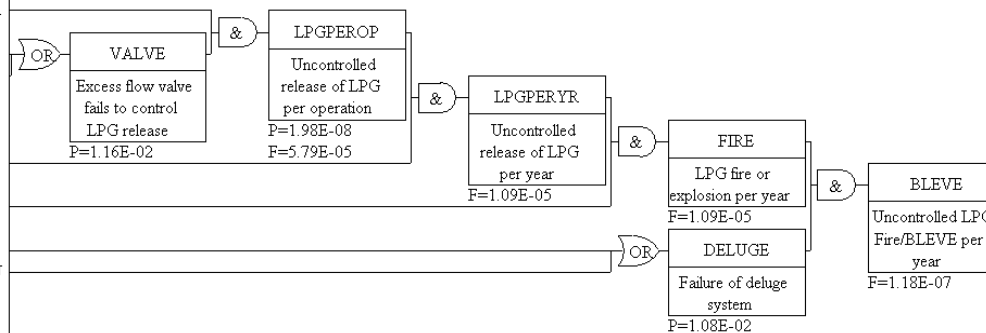 &
LPGPEROP
Uncontrolled
release of LPG
per operation
P=1.98E-08
F=5.79E-05
OR
VALVE
Excess flow valve
fails to control
LPG release
P=1.16E-02
&
LPGPERYR
Uncontrolled
release of LPG
per year
F=1.09E-05
&
FIRE
LPG fire or
explosion per year
F=1.09E-05
OR
DELUGE
Failure of deluge
system
P=1.08E-02
&
BLEVE
Uncontrolled LPG
Fire/BLEVE per
year
F=1.18E-07